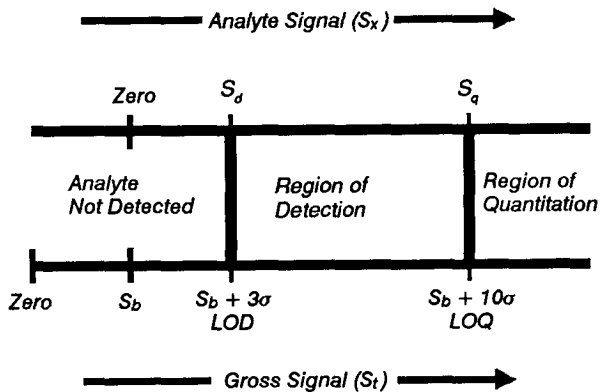 Analyte Signal (Sx)
Zero Sd Sq
Analyte
Not Detected
Region of
Detection
Region of
Quantitation
Zero Sb Sb + 3σ Sb + 10σ
LOD LOQ
Gross Signal (St)